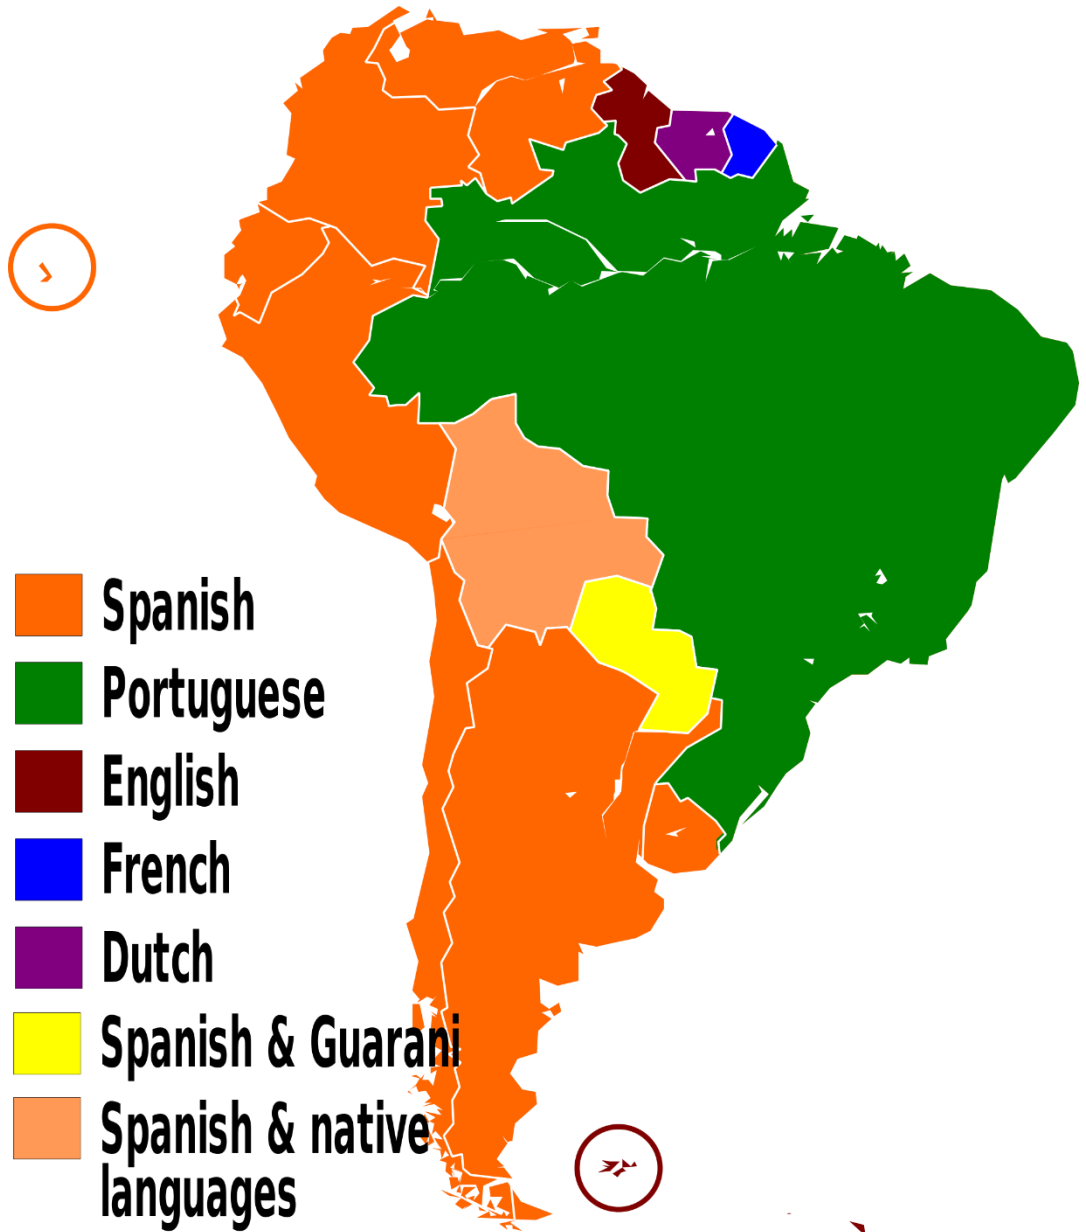 Spanish
Portuguese
English
French
Dutch
Spanish & Guarani
Spanish & native
languages